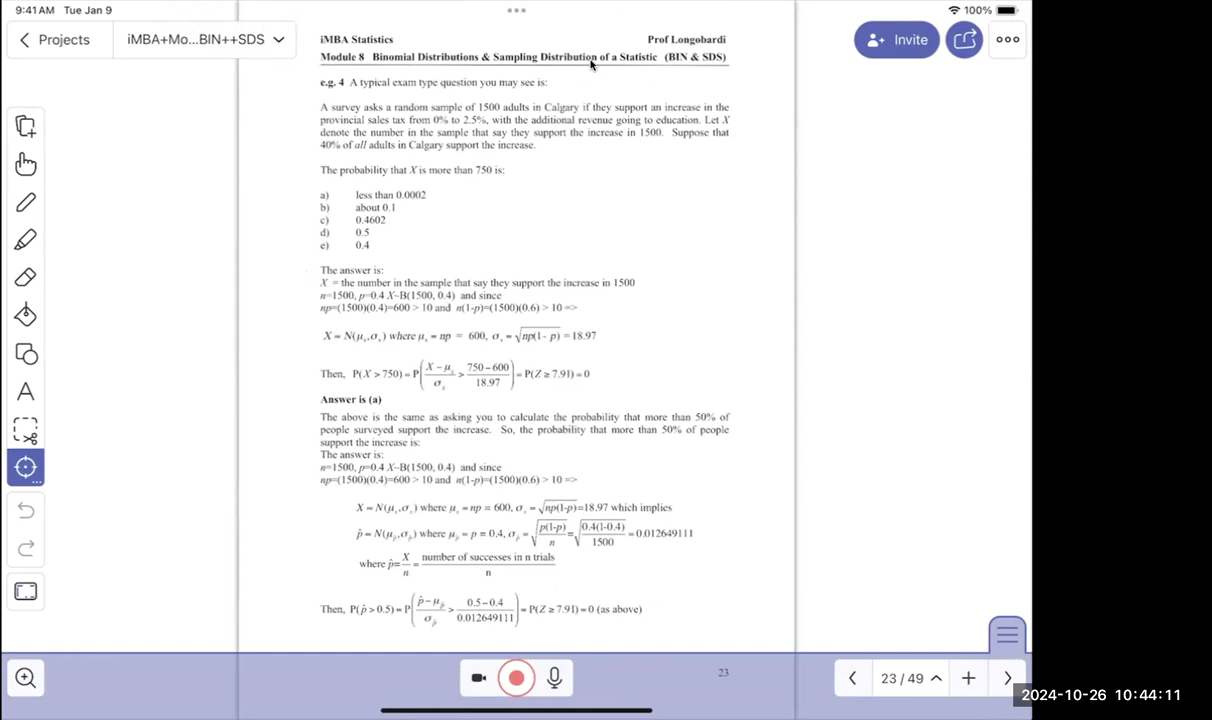 9:41 AM Tue Jan 9
100%
Projects
iMBA+Mo...BIN++SDS
Invite
iMBA Statistics Prof Longobardi
Module 8 Binomial Distributions & Sampling Distribution of a Statistic (BIN & SDS)
e.g. 4 A typical exam type question you may see is:
A survey asks a random sample of 1500 adults in Calgary if they support an increase in the
provincial sales tax from 0% to 2.5%, with the additional revenue going to education. Let X
denote the number in the sample that say they support the increase in 1500. Suppose that
40% of all adults in Calgary support the increase.
The probability that X is more than 750 is:
a) less than 0.0002
b) about 0.1
c) 0.4602
d) 0.5
e) 0.4
The answer is:
X = the number in the sample that say they support the increase in 1500
n=1500, p=0.4 X~B(1500, 0.4) and since
np=(1500)(0.4)=600 > 10 and n(1-p)=(1500)(0.6) > 10 =>
X ≈ N(μx,σx) where μx = np = 600, σx = √np(1- p) = 18.97
Then, P(X > 750) = P( (X − μx)/σx > (750 − 600)/18.97 ) = P(Z ≥ 7.91) = 0
Answer is (a)
The above is the same as asking you to calculate the probability that more than 50% of
people surveyed support the increase. So, the probability that more than 50% of people
support the increase is:
The answer is:
n=1500, p=0.4 X~B(1500, 0.4) and since
np=(1500)(0.4)=600 > 10 and n(1-p)=(1500)(0.6) > 10 =>
X ≈ N(μx,σx) where μx = np = 600, σx = √np(1-p)=18.97 which implies
p̂ ≈ N(μp̂,σp̂) where μp̂ = p = 0.4, σp̂ = √(p(1-p)/n) = √(0.4(1-0.4)/1500) = 0.012649111
where p̂= X/n = number of successes in n trials/n
Then, P(p̂ > 0.5) = P( (p̂ − μp̂)/σp̂ > (0.5 − 0.4)/0.012649111 ) = P(Z ≥ 7.91) = 0 (as above)
23
A
23 / 49
2024-10-26 10:44:11